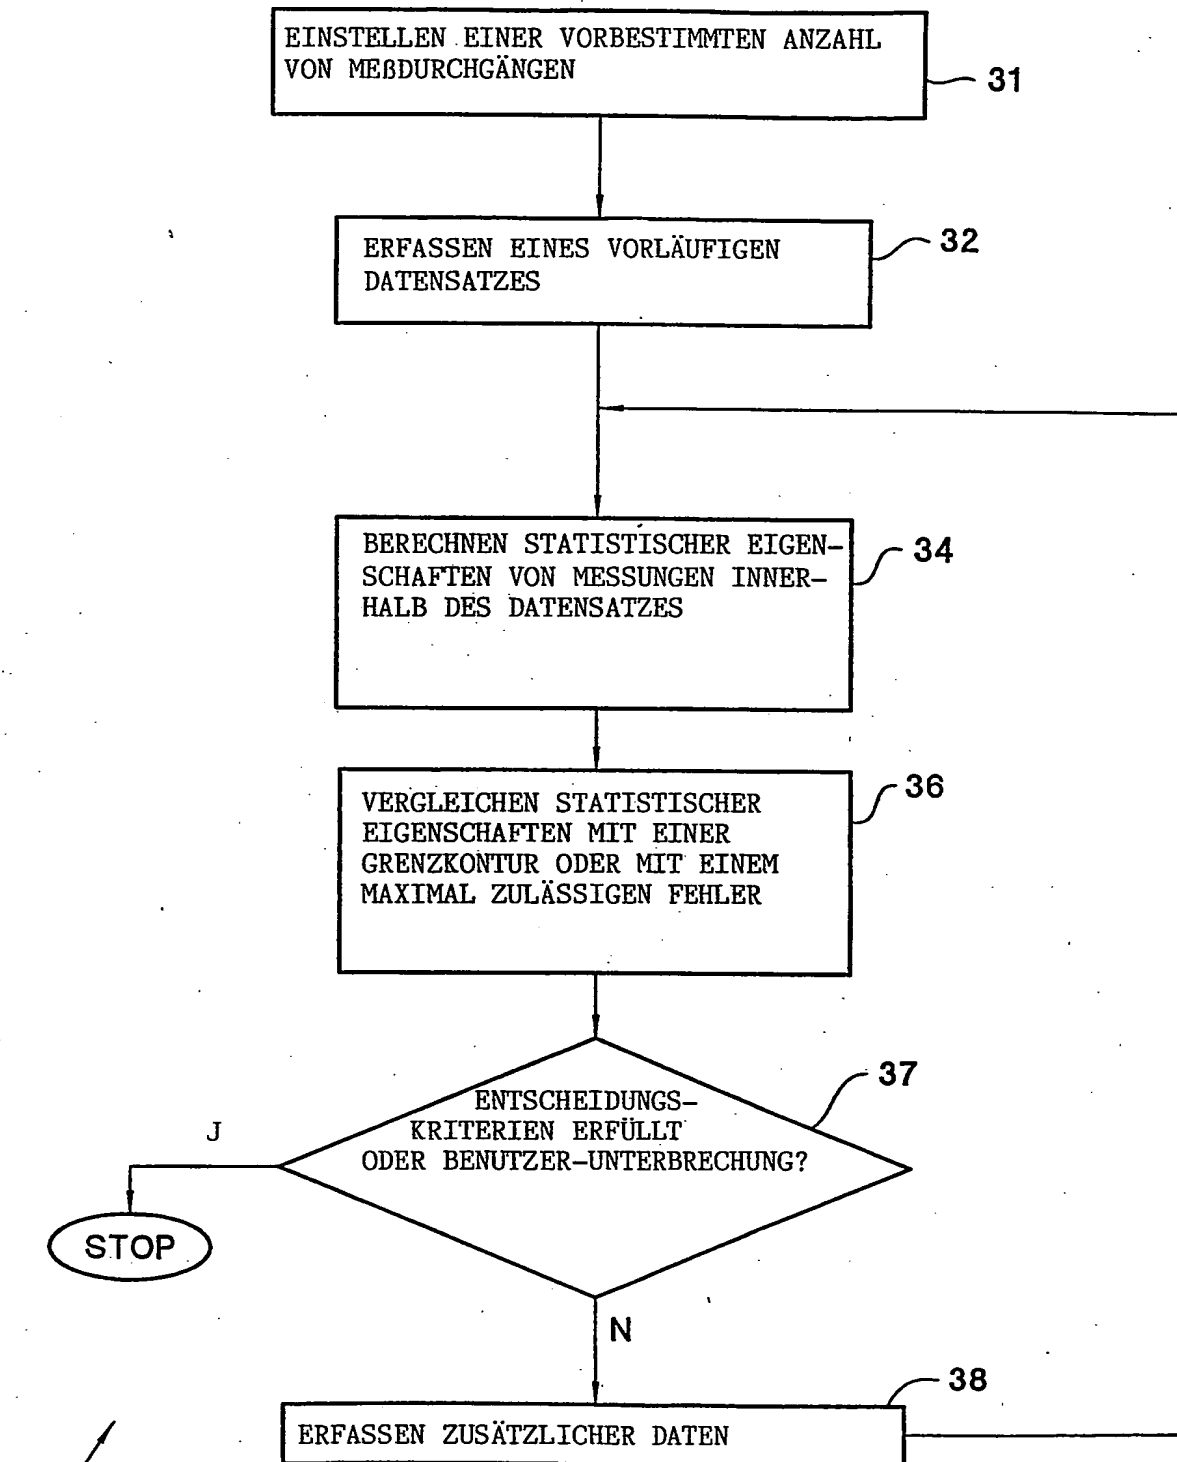 EINSTELLEN EINER VORBESTIMMTEN ANZAHL
VON MEßDURCHGÄNGEN
31
ERFASSEN EINES VORLÄUFIGEN
DATENSATZES
32
BERECHNEN STATISTISCHER EIGEN-
SCHAFTEN VON MESSUNGEN INNER-
HALB DES DATENSATZES
34
VERGLEICHEN STATISTISCHER
EIGENSCHAFTEN MIT EINER
GRENZKONTUR ODER MIT EINEM
MAXIMAL ZULÄSSIGEN FEHLER
36
ENTSCHEIDUNGS-
KRITERIEN ERFÜLLT
ODER BENUTZER-UNTERBRECHUNG?
37
J
STOP
N
38
ERFASSEN ZUSÄTZLICHER DATEN